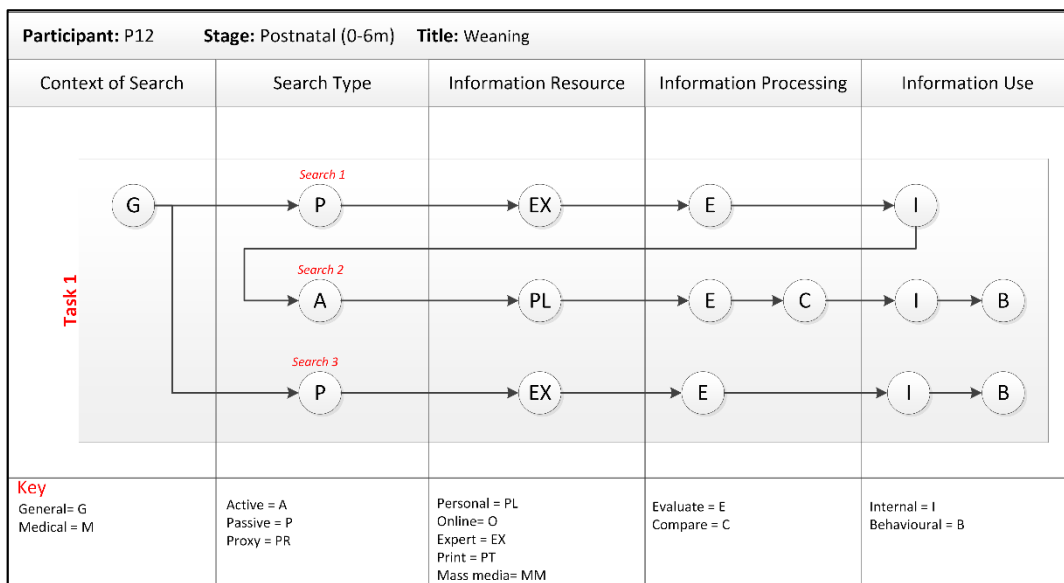 Participant: P12 Stage: Postnatal (0-6m) Title: Weaning
Context of Search Search Type Information Resource Information Processing Information Use
Search 1
G P EX E I
Search 2
A PL E C I B
Search 3
P EX E I B
Task 1
Key
General= G
Medical = M
Active = A
Passive = P
Proxy = PR
Personal = PL
Online= O
Expert = EX
Print = PT
Mass media= MM
Evaluate = E
Compare = C
Internal = I
Behavioural = B